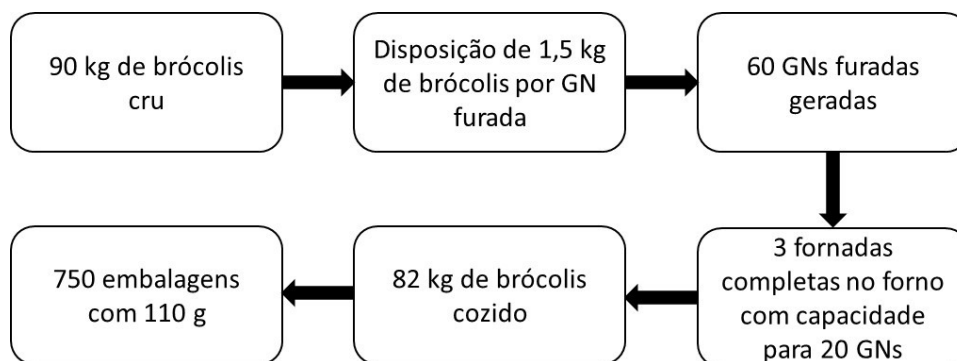 90 kg de brócolis
cru
Disposição de 1,5 kg
de brócolis por GN
furada
60 GNs furadas
geradas
3 fornadas
completas no forno
com capacidade
para 20 GNs
82 kg de brócolis
cozido
750 embalagens
com 110 g